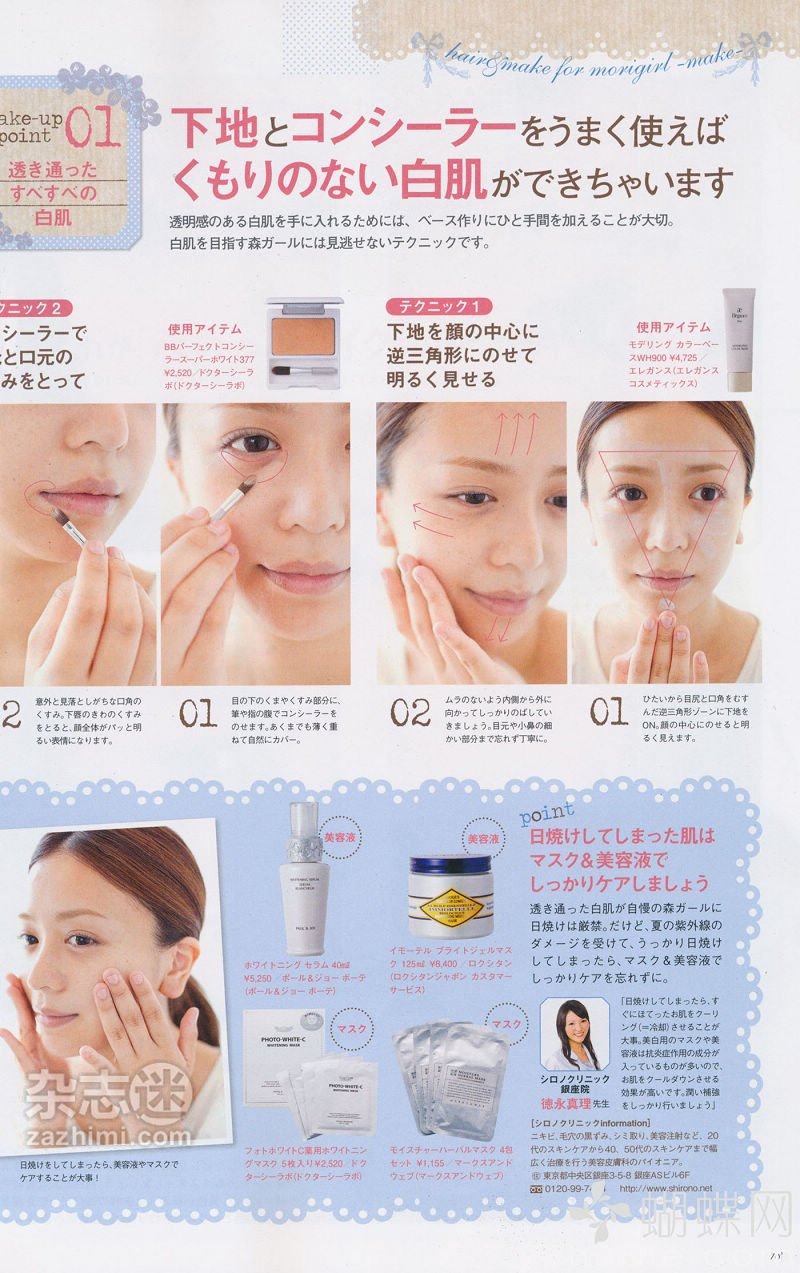 hair&make for morigirl -make-
ake-up
point 01
透き通った
すべすべの
白肌
下地とコンシーラーをうまく使えば
くもりのない白肌ができちゃいます
透明感のある白肌を手に入れるためには、ベース作りにひと手間を加えることが大切。
白肌を目指す森ガールには見逃せないテクニックです。
テクニック1
下地を顔の中心に
逆三角形にのせて
明るく見せる
使用アイテム
モデリング カラーベー
スWH900 ¥4,725／
エレガンス（エレガンス
コスメティックス）
01
ひたいから目尻と口角をむす
んだ逆三角形ゾーンに下地を
ON。顔の中心にのせると明
るく見えます。
02
ムラのないよう内側から外に
向かってしっかりのばしてい
きましょう。目元や小鼻の細
かい部分まで忘れず丁寧に。
クニック2
シーラーで
と口元の
みをとって
使用アイテム
BBパーフェクトコンシー
ラースーパーホワイト377
¥2,520／ドクターシーラ
ボ（ドクターシーラボ）
01
目の下のくまやくすみ部分に、
筆や指の腹でコンシーラーを
のせます。あくまでも薄く重
ねて自然にカバー。
2
意外と見落としがちな口角の
くすみ。下唇のきわのくすみ
をとると、顔全体がパッと明
るい表情になります。
point
日焼けしてしまった肌は
マスク＆美容液で
しっかりケアしましょう
透き通った白肌が自慢の森ガールに
日焼けは厳禁。だけど、夏の紫外線の
ダメージを受けて、うっかり日焼け
してしまったら、マスク＆美容液で
しっかりケアを忘れずに。
シロノクリニック
銀座院
徳永真理先生
「日焼けしてしまったら、す
ぐにほてったお肌をクーリ
ング（＝冷却）させることが
大事。美白用のマスクや美
容液は抗炎症作用の成分が
入っているものが多いので、
お肌をクールダウンさせる
効果が高いです。潤い補強
をしっかり行いましょう」
[シロノクリニックinformation]
ニキビ、毛穴の黒ずみ、シミ取り、美容注射など、20
代のスキンケアから40、50代のスキンケアまで幅
広く治療を行う美容皮膚科のパイオニア。
㊟東京都中央区銀座3-5-8 銀座ASビル6F
0120-99-7 http://www.shirono.net
美容液
WHITENING SERUM
PAUL & JOE
ホワイトニング セラム 40㎖
¥5,250／ポール＆ジョー ボーテ
（ポール＆ジョー ボーテ）
美容液
IMMORTELLE
イモーテル ブライトジェルマス
ク 125㎖ ¥8,400／ロクシタン
（ロクシタンジャポン カスタマー
サービス）
マスク
PHOTO-WHITE-C
WHITENING MASK
PHOTO-WHITE-C
フォトホワイトC薬用ホワイトニン
グマスク 5枚入り¥2,520／ドク
ターシーラボ（ドクターシーラボ）
マスク
モイスチャーハーバルマスク 4包
セット ¥1,155／マークスアンド
ウェブ（マークスアンドウェブ）
日焼けをしてしまったら、美容液やマスクで
ケアすることが大事！
杂志迷
zazhimi.com
蝴蝶网